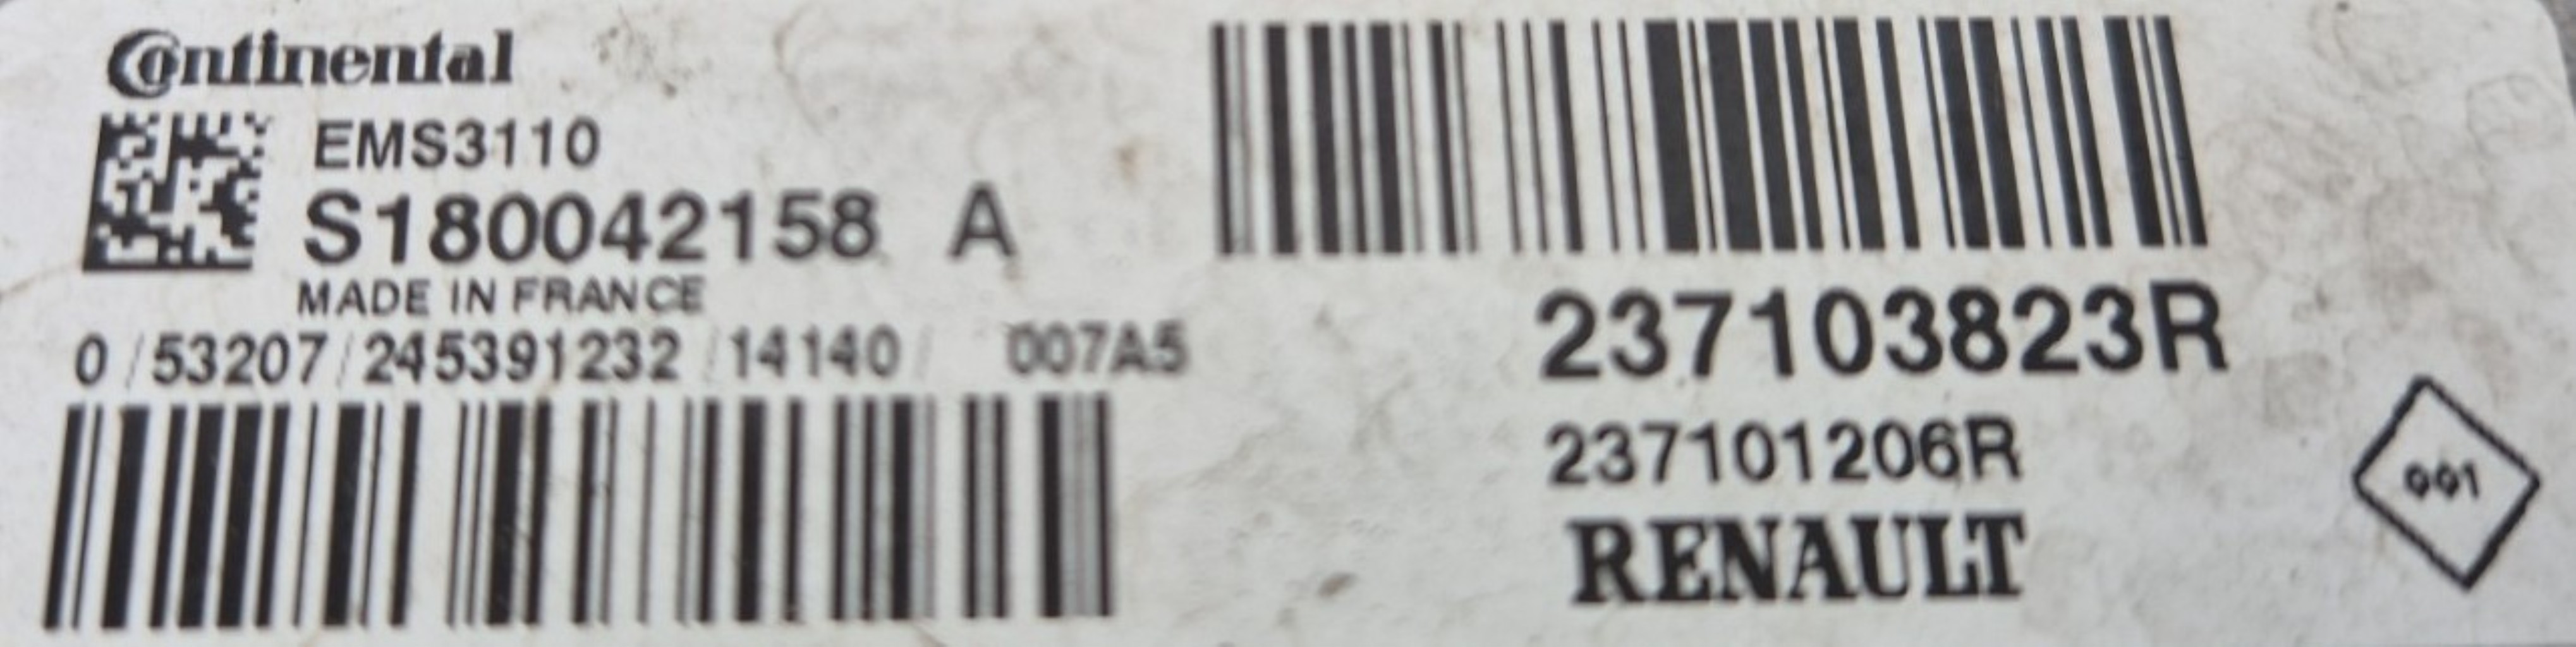 Continental
EMS3110
S180042158 A
MADE IN FRANCE
0/53207/245391232/14140/ 007A5
237103823R
237101206R
RENAULT
001